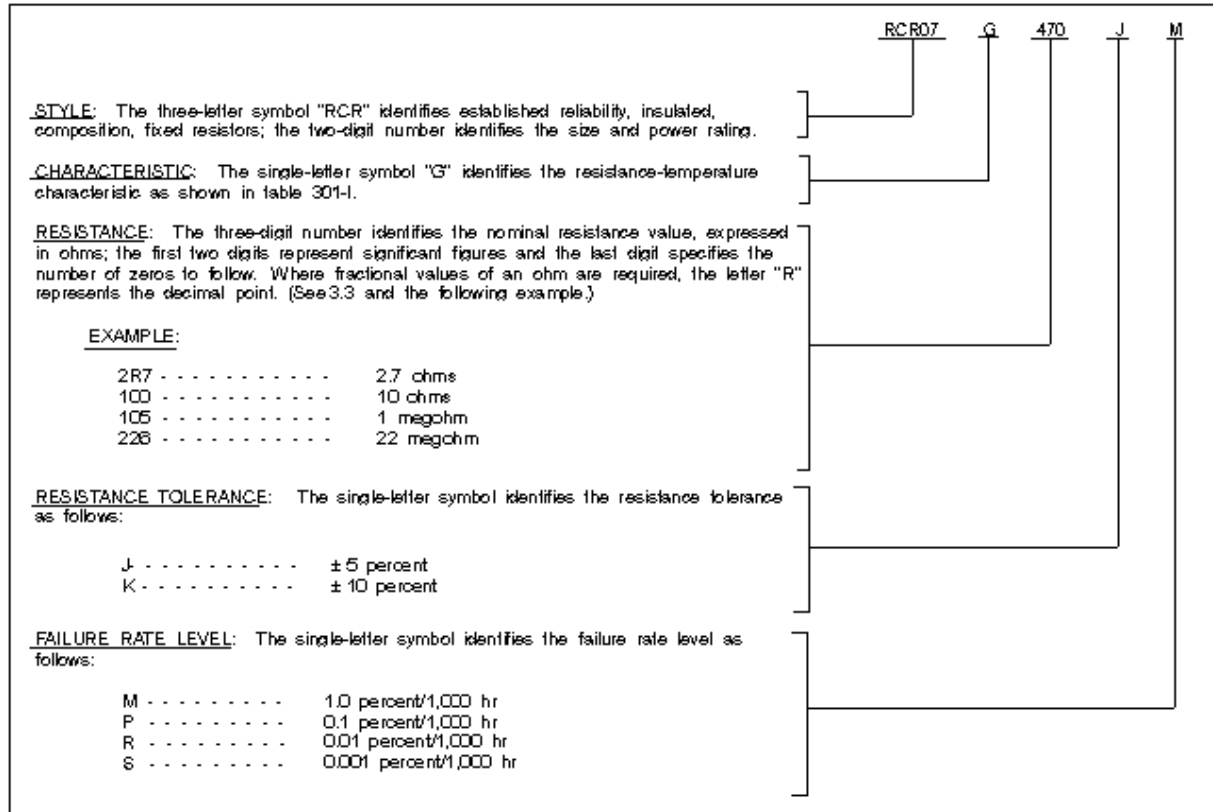 RCR07 G 470 J M
STYLE: The three-letter symbol "RCR" identifies established reliability, insulated,
composition, fixed resistors; the two-digit number identifies the size and power rating.
CHARACTERISTIC: The single-letter symbol "G" identifies the resistance-temperature
characteristic as shown in table 301-I.
RESISTANCE: The three-digit number identifies the nominal resistance value, expressed
in ohms; the first two digits represent significant figures and the last digit specifies the
number of zeros to follow. Where fractional values of an ohm are required, the letter "R"
represents the decimal point. (See 3.3 and the following example.)
EXAMPLE:
2R7 - - - - - - - - - - - 2.7 ohms
100 - - - - - - - - - - - 10 ohms
105 - - - - - - - - - - - 1 megohm
226 - - - - - - - - - - - 22 megohm
RESISTANCE TOLERANCE: The single-letter symbol identifies the resistance tolerance
as follows:
J - - - - - - - - - - ± 5 percent
K - - - - - - - - - - ± 10 percent
FAILURE RATE LEVEL: The single-letter symbol identifies the failure rate level as
follows:
M - - - - - - - - - 1.0 percent/1,000 hr
P - - - - - - - - - 0.1 percent/1,000 hr
R - - - - - - - - - 0.01 percent/1,000 hr
S - - - - - - - - - 0.001 percent/1,000 hr